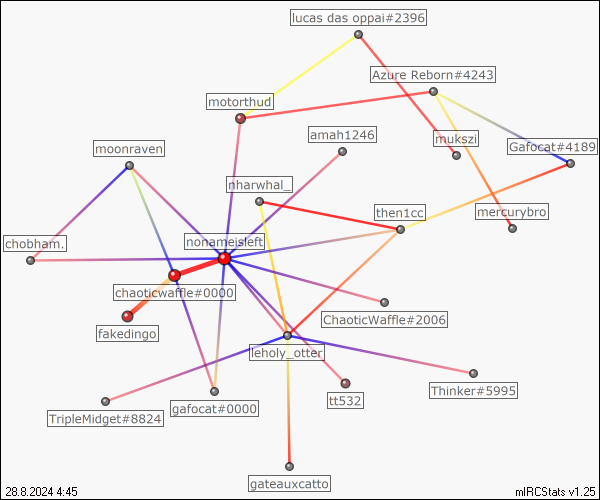 lucas das oppai#2396
Azure Reborn#4243
motorthud
amah1246
mukszi
Gafocat#4189
moonraven
nharwhal_
then1cc
mercurybro
chobham.
nonameisleft
chaoticwaffle#0000
ChaoticWaffle#2006
fakedingo
leholy_otter
Thinker#5995
tt532
TripleMidget#8824
gafocat#0000
gateauxcatto
28.8.2024 4:45
mIRCStats v1.25